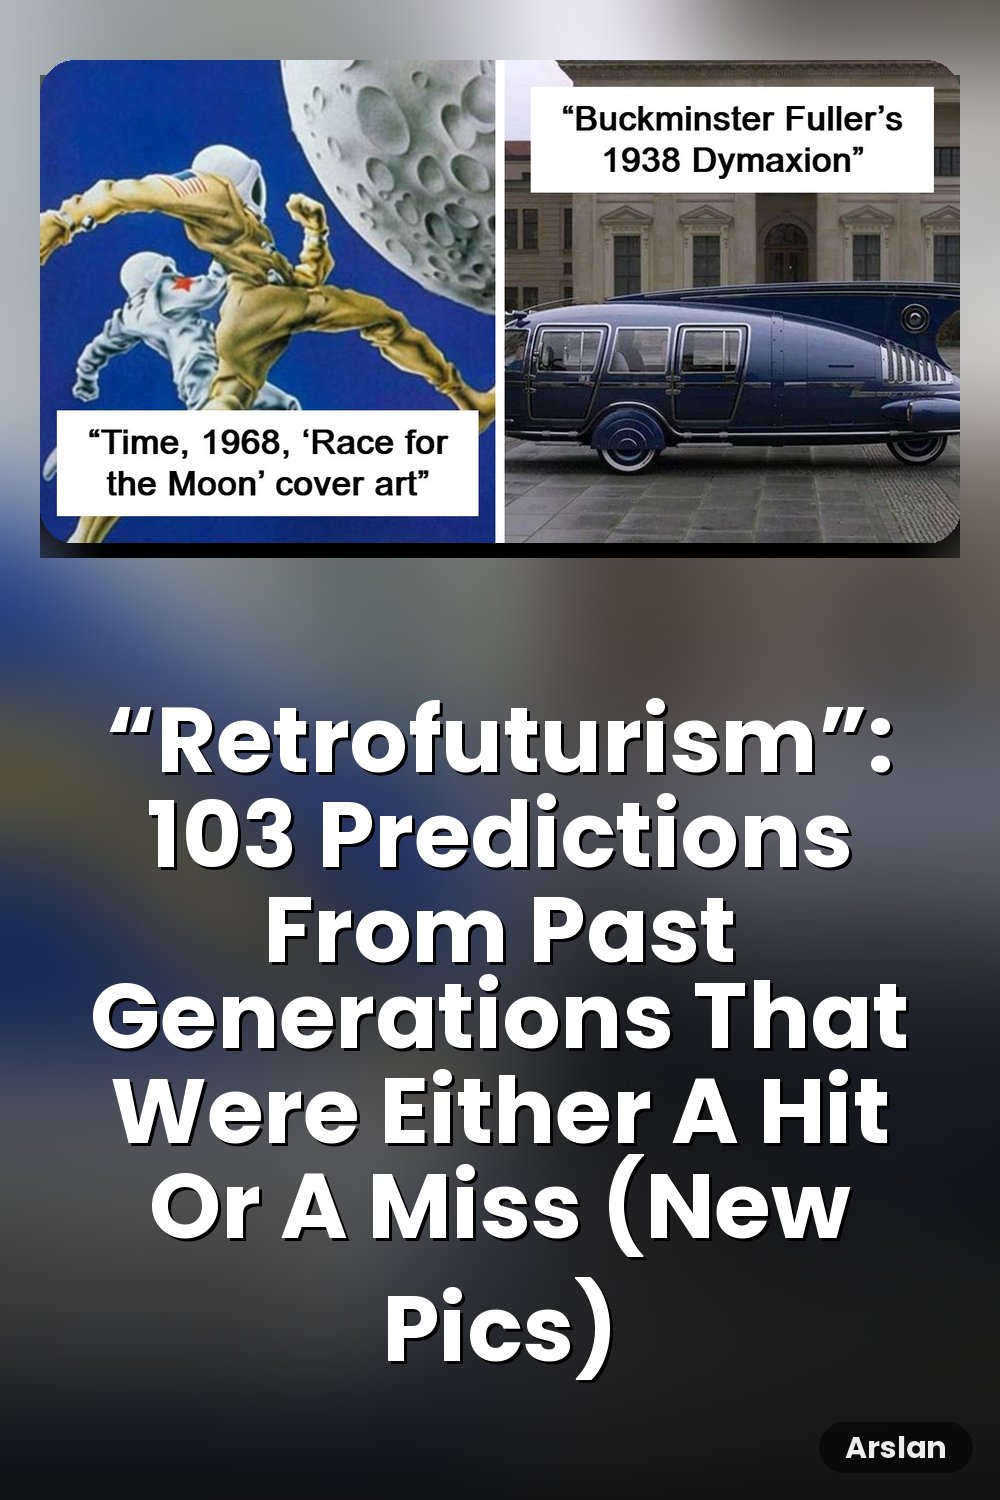 “Time, 1968, ‘Race for
the Moon’ cover art”
“Buckminster Fuller’s
1938 Dymaxion”
“Retrofuturism”:
103 Predictions
From Past
Generations That
Were Either A Hit
Or A Miss (New
Pics)
Arslan